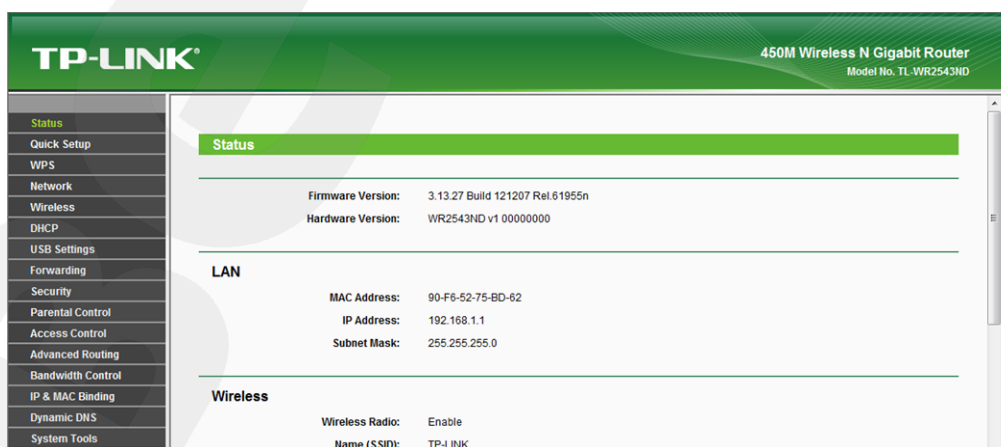 TP-LINK®
450M Wireless N Gigabit Router
Model No. TL-WR2543ND
Status
Quick Setup
WPS
Network
Wireless
DHCP
USB Settings
Forwarding
Security
Parental Control
Access Control
Advanced Routing
Bandwidth Control
IP & MAC Binding
Dynamic DNS
System Tools
Status
Firmware Version: 3.13.27 Build 121207 Rel.61955n
Hardware Version: WR2543ND v1 00000000
LAN
MAC Address: 90-F6-52-75-BD-62
IP Address: 192.168.1.1
Subnet Mask: 255.255.255.0
Wireless
Wireless Radio: Enable
Name (SSID): TP-LINK